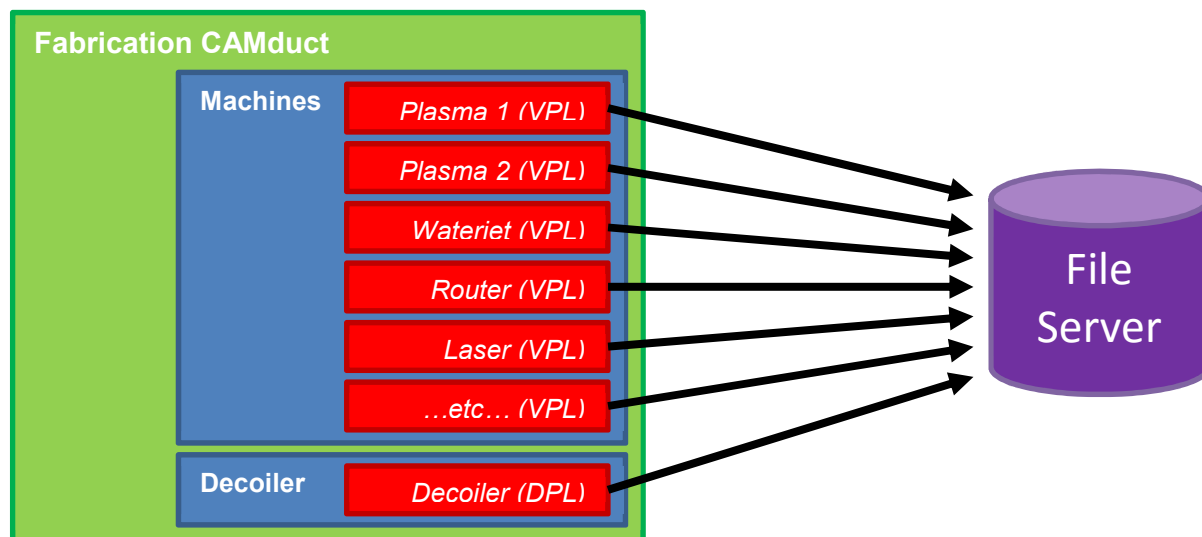 Fabrication CAMduct
Machines
Plasma 1 (VPL)
Plasma 2 (VPL)
Waterjet (VPL)
Router (VPL)
Laser (VPL)
…etc… (VPL)
Decoiler
Decoiler (DPL)
File
Server